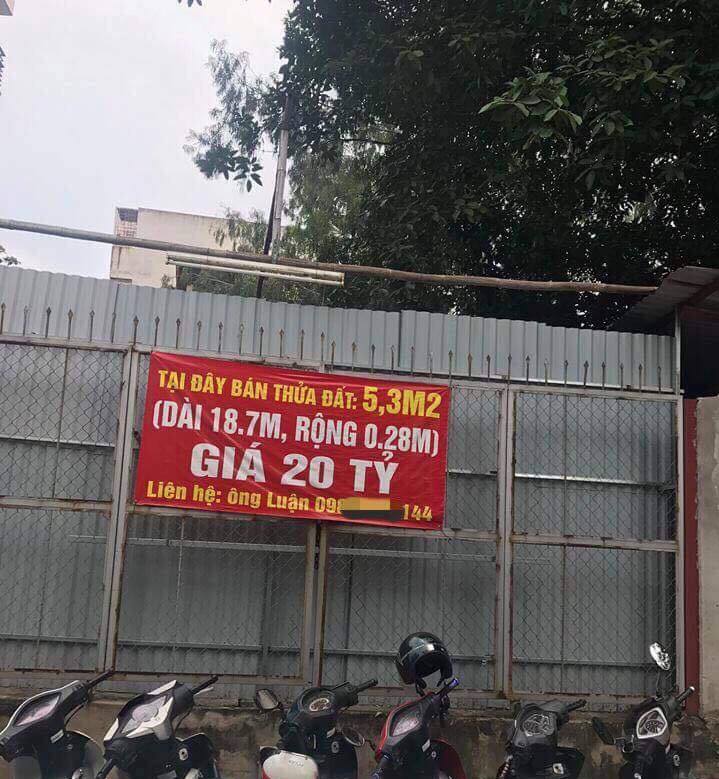 TẠI ĐÂY BÁN THỬA ĐẤT: 5,3M2
(DÀI 18.7M, RỘNG 0.28M)
GIÁ 20 TỶ
Liên hệ: ông Luận 098 144